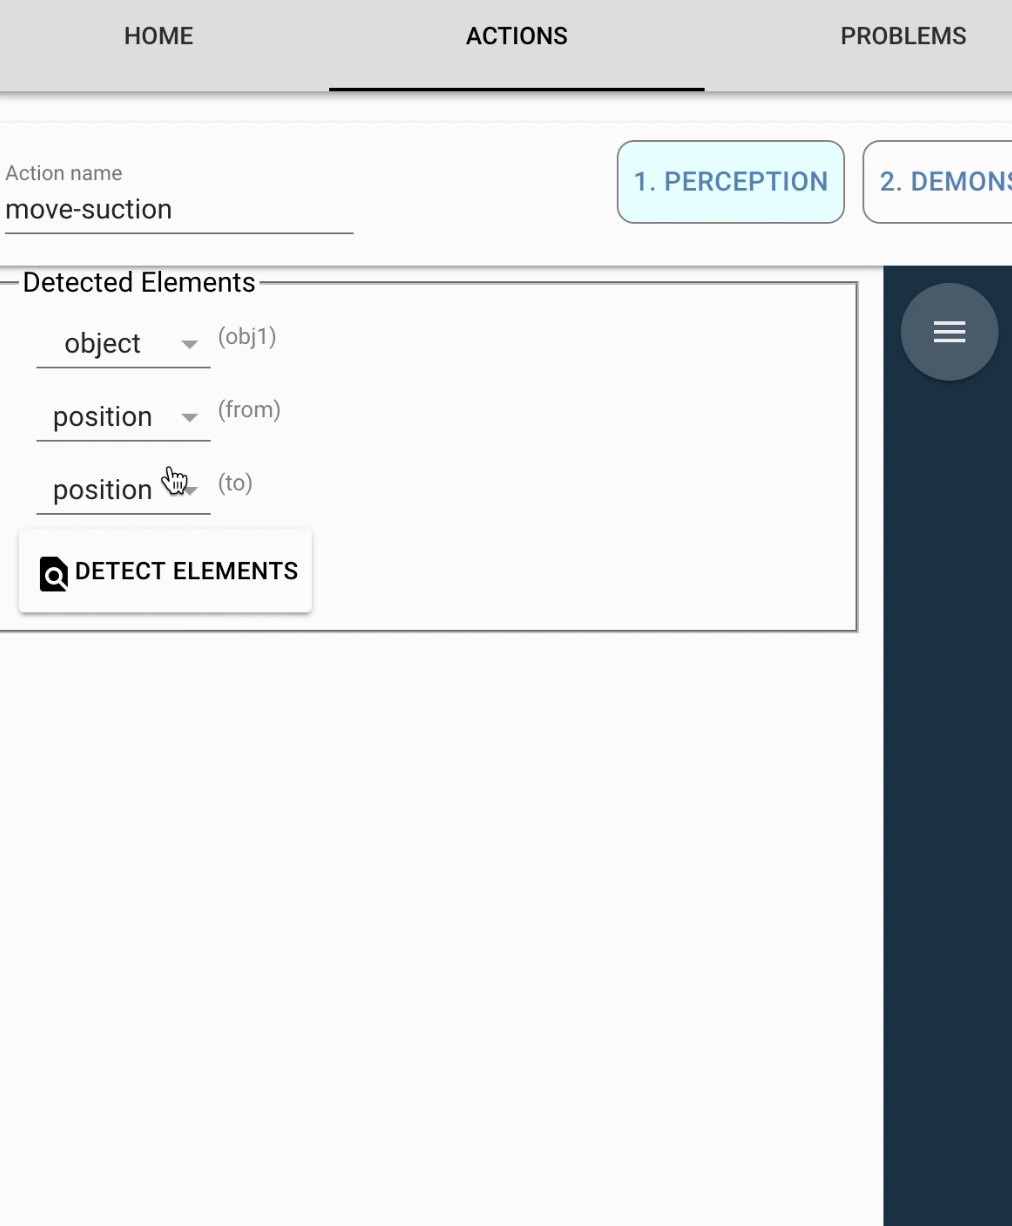 HOME ACTIONS PROBLEMS
Action name
move-suction
1. PERCEPTION
2. DEMONS
Detected Elements
object (obj1)
position (from)
position (to)
DETECT ELEMENTS